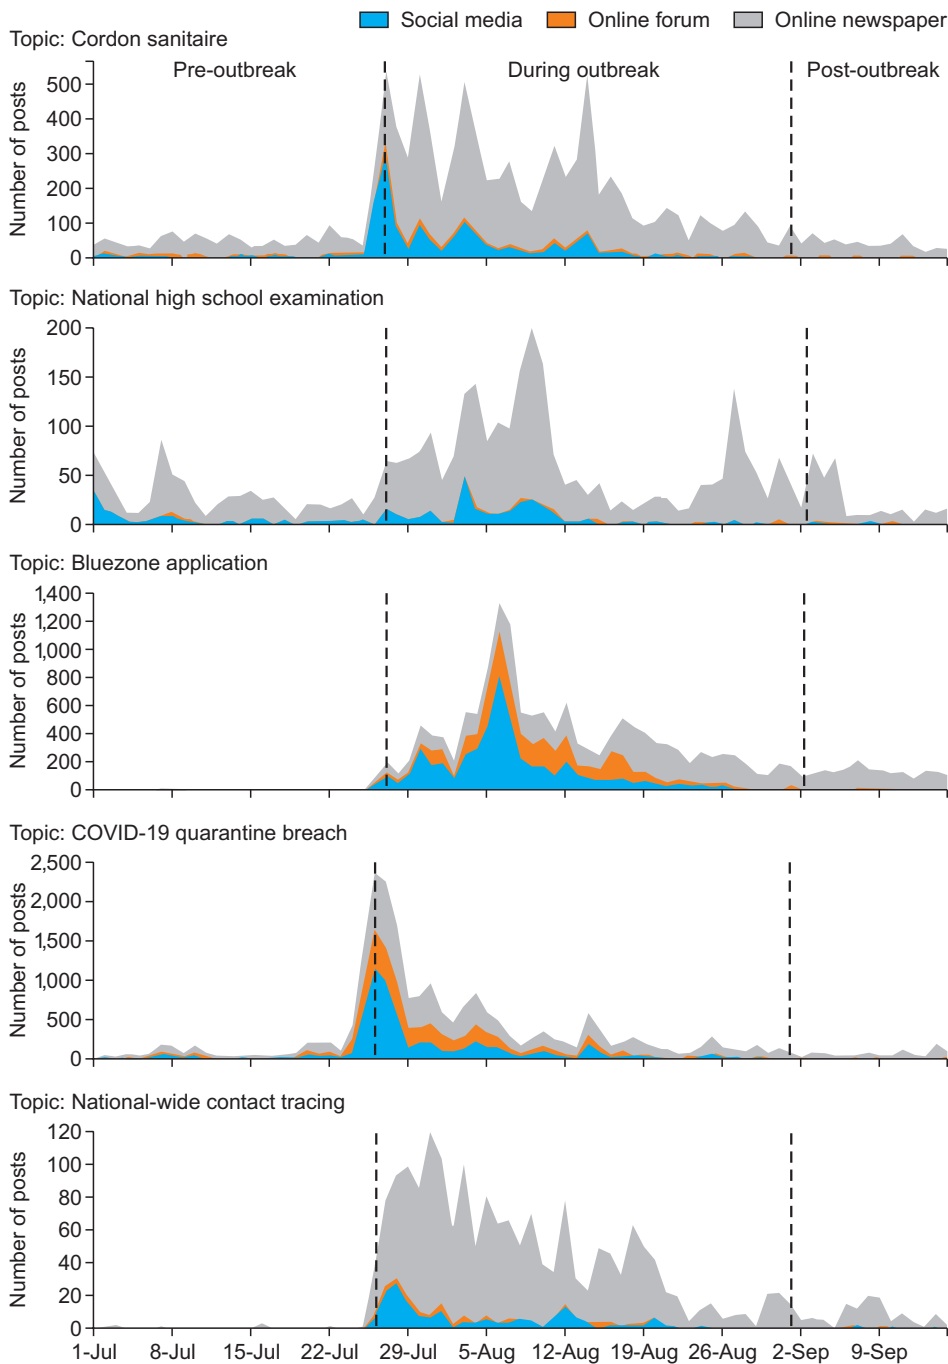 Social media Online forum Online newspaper
Topic: Cordon sanitaire
Pre-outbreak During outbreak Post-outbreak
Number of posts
500
400
300
200
100
0
Topic: National high school examination
Number of posts
200
150
100
50
0
Topic: Bluezone application
Number of posts
1,400
1,200
1,000
800
600
400
200
0
Topic: COVID-19 quarantine breach
Number of posts
2,500
2,000
1,500
1,000
500
0
Topic: National-wide contact tracing
Number of posts
120
100
80
60
40
20
0
1-Jul 8-Jul 15-Jul 22-Jul 29-Jul 5-Aug 12-Aug 19-Aug 26-Aug 2-Sep 9-Sep